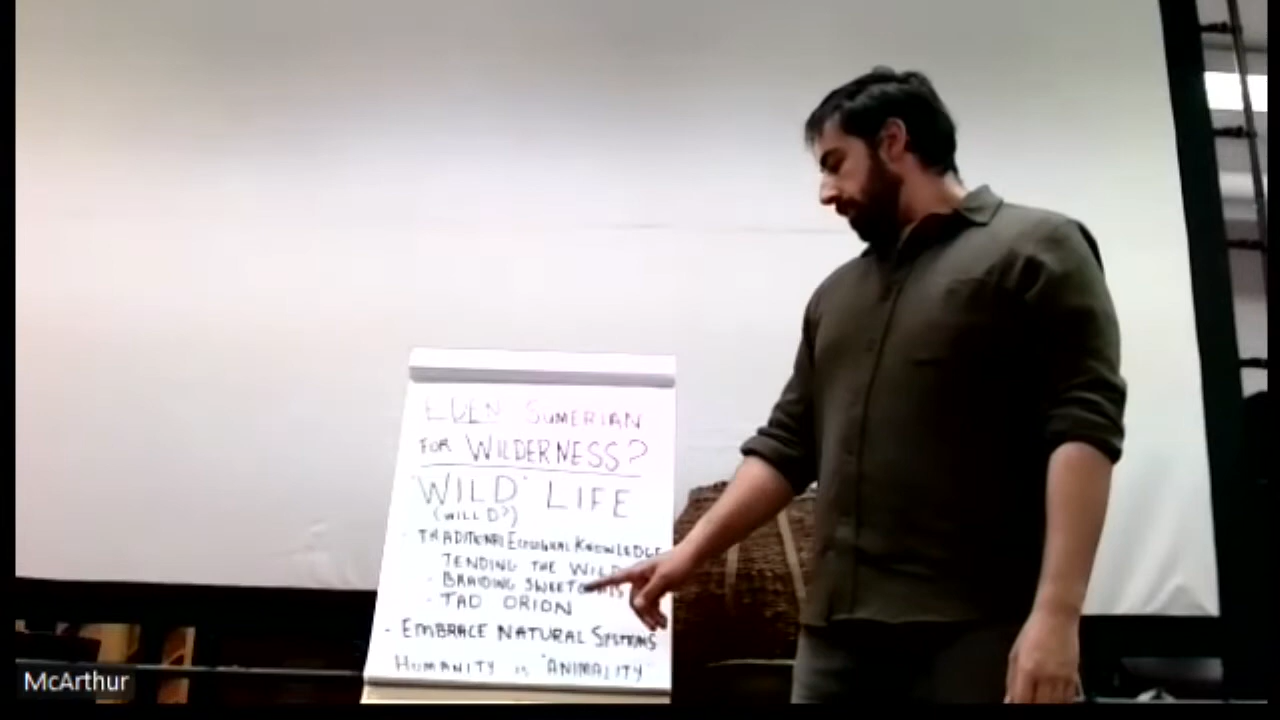 EDEN SUMERIAN
FOR WILDERNESS?
"WILD" LIFE
(WILL'D?)
- TRADITIONAL ECOLOGICAL KNOWLEDGE
TENDING THE WILD
- BRAIDING
- TAO ORION
- EMBRACE NATURAL SYSTEMS
HUMANITY is "ANIMALITY"
McArthur